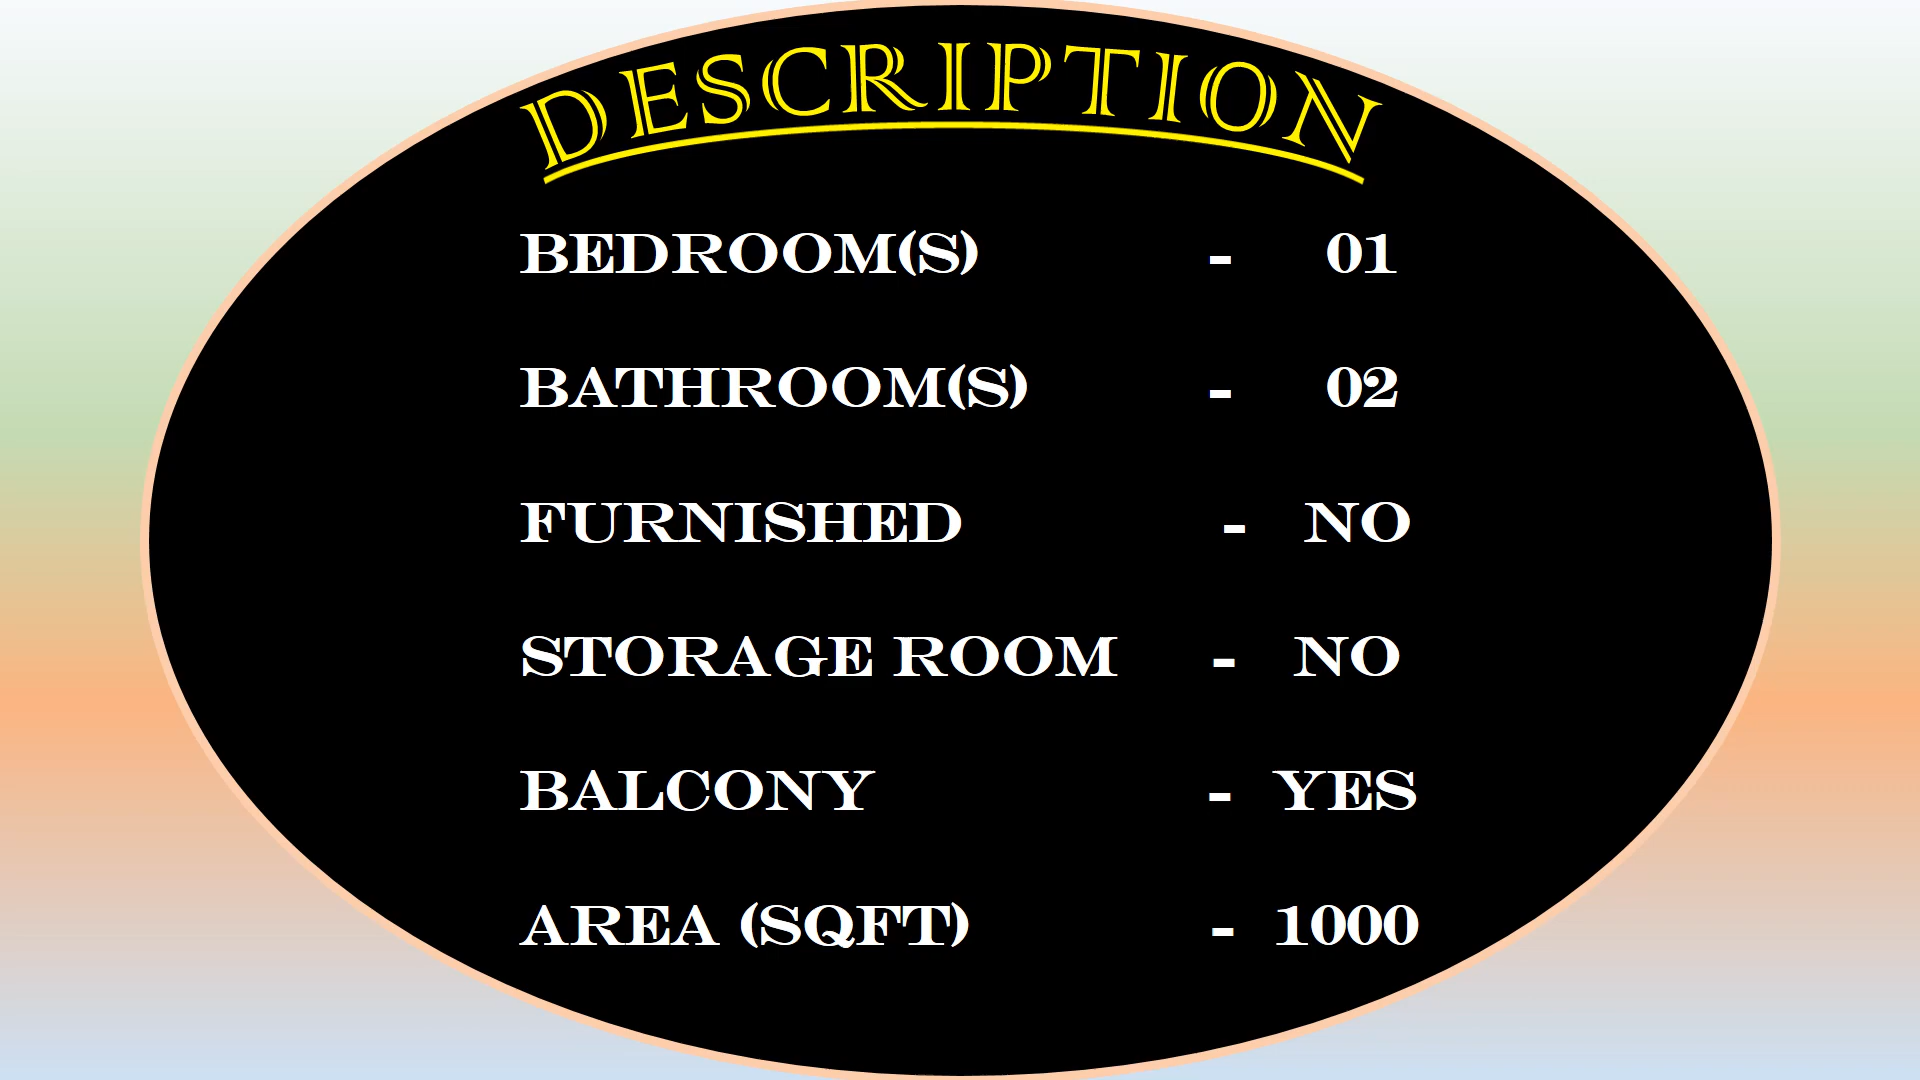 DESCRIPTION
BEDROOM(S) - 01
BATHROOM(S) - 02
FURNISHED - NO
STORAGE ROOM - NO
BALCONY - YES
AREA (SQFT) - 1000